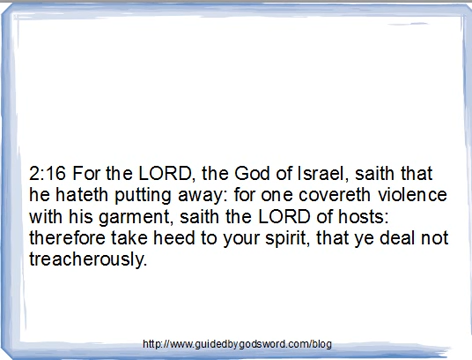 2:16 For the LORD, the God of Israel, saith that
he hateth putting away: for one covereth violence
with his garment, saith the LORD of hosts:
therefore take heed to your spirit, that ye deal not
treacherously.
http://www.guidedbygodsword.com/blog